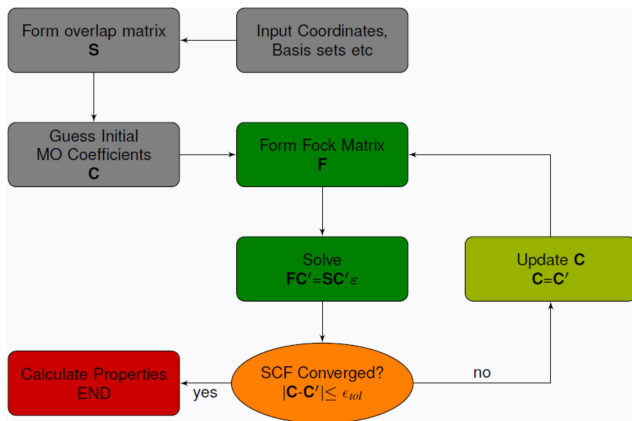 Form overlap matrix
S
Input Coordinates,
Basis sets etc
Guess Initial
MO Coefficients
C
Form Fock Matrix
F
Solve
FC′=SC′ε
Update C
C=C′
SCF Converged?
|C-C′|≤ ϵtol
no
yes
Calculate Properties
END